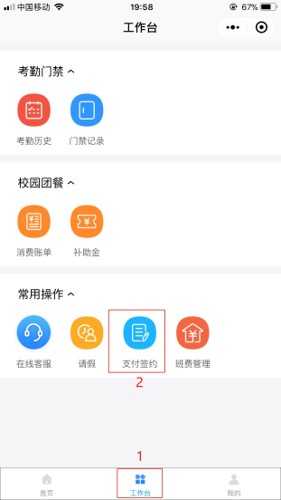 中国移动 19:58 67%
工作台
考勤门禁
考勤历史 门禁记录
校园团餐
消费账单 补助金
常用操作
在线客服 请假 支付签约 班费管理
2
1
首页 工作台 我的